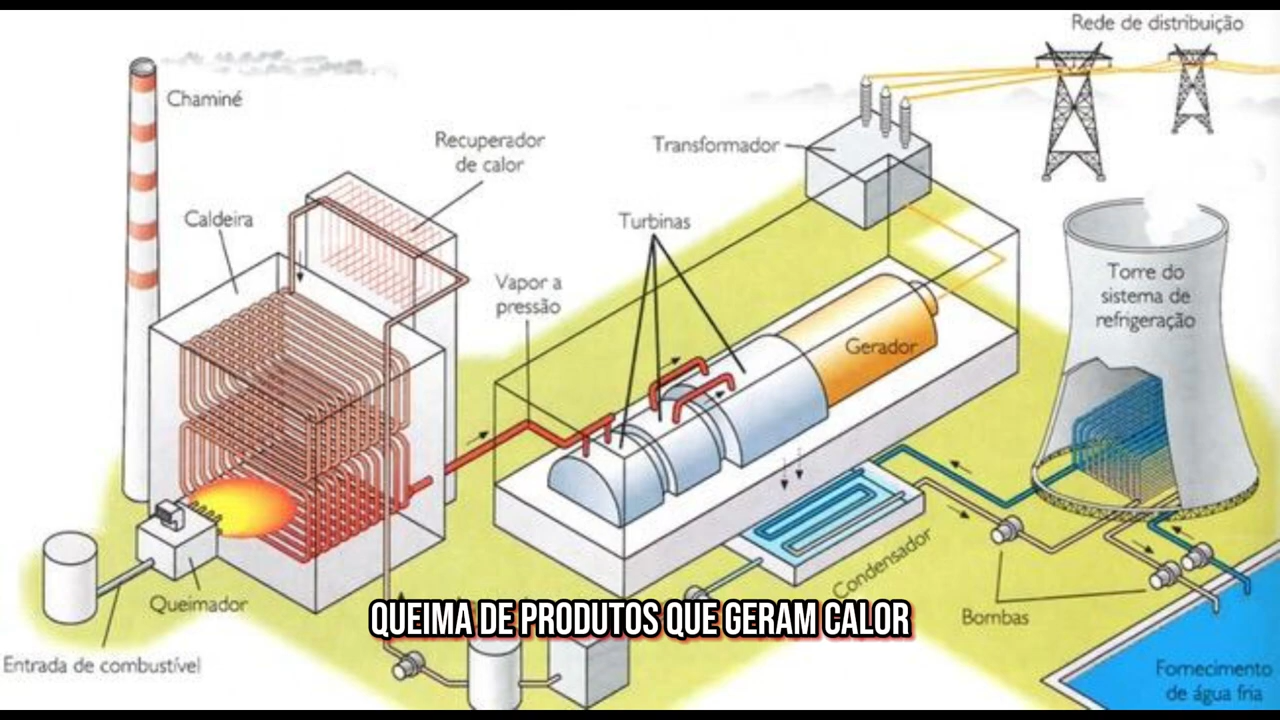 Rede de distribuição
Chaminé
Recuperador
de calor
Transformador
Caldeira
Turbinas
Vapor a
pressão
Torre do
sistema de
refrigeração
Gerador
Condensador
Queimador
QUEIMA DE PRODUTOS QUE GERAM CALOR
Bombas
Entrada de combustível
Fornecimento
de água fria